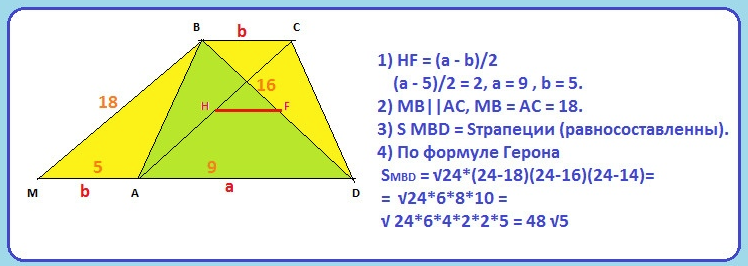 B
b
C
18
16
H
F
5
9
M
b
A
a
D
1) HF = (a - b)/2
(a - 5)/2 = 2, a = 9 , b = 5.
2) MB||AC, MB = AC = 18.
3) S MBD = Sтрапеции (равносоставленны).
4) По формуле Герона
SMBD = √24*(24-18)(24-16)(24-14)=
= √24*6*8*10 =
√ 24*6*4*2*2*5 = 48 √5